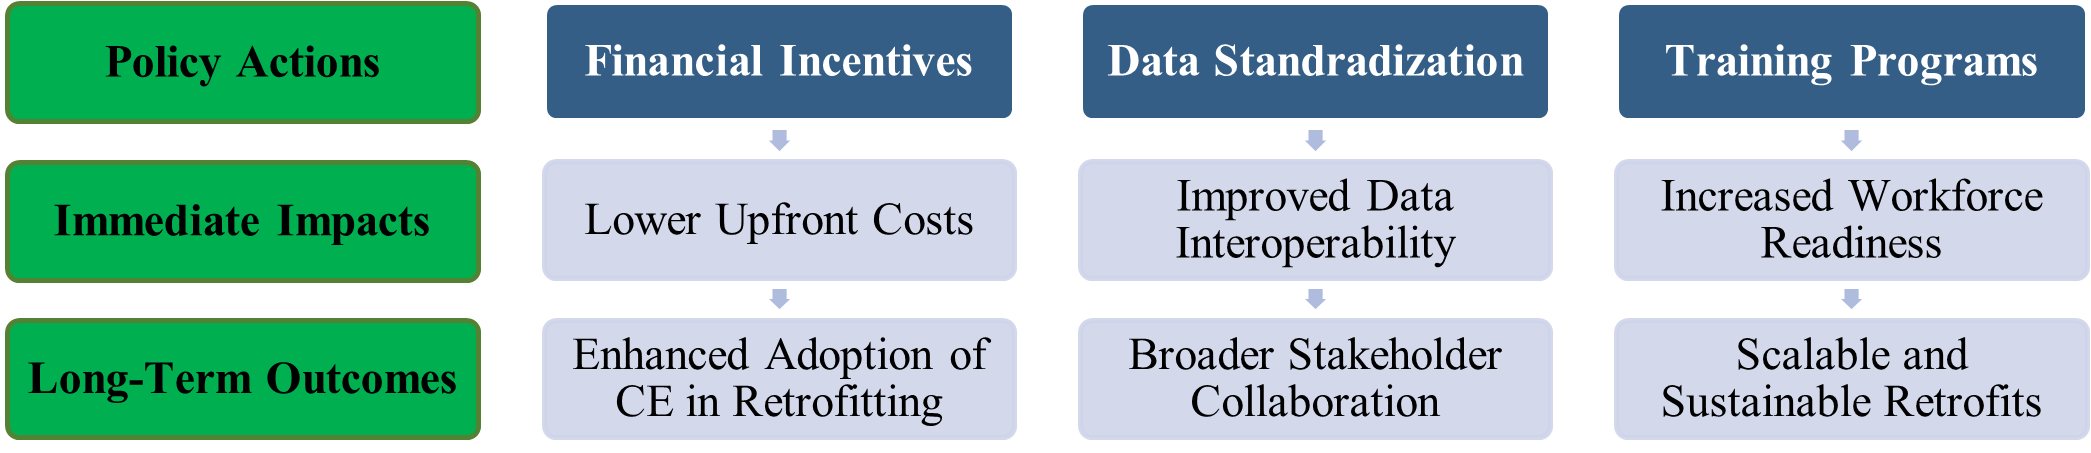 Policy Actions
Financial Incentives
Data Standradization
Training Programs
Immediate Impacts
Lower Upfront Costs
Improved Data
Interoperability
Increased Workforce
Readiness
Long-Term Outcomes
Enhanced Adoption of
CE in Retrofitting
Broader Stakeholder
Collaboration
Scalable and
Sustainable Retrofits